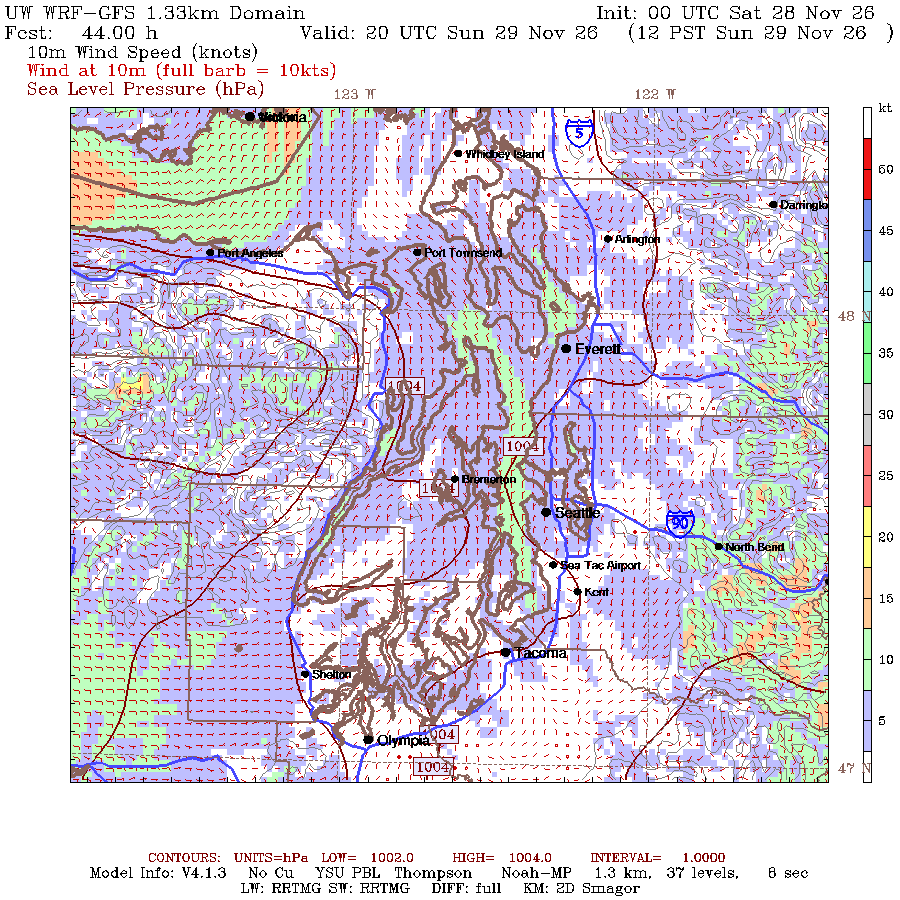 UW WRF-GFS 1.33km Domain Init: 00 UTC Sat 28 Nov 26
Fcst: 44.00 h Valid: 20 UTC Sun 29 Nov 26 (12 PST Sun 29 Nov 26 )
10m Wind Speed (knots)
Wind at 10m (full barb = 10kts)
Sea Level Pressure (hPa)
123 W 122 W
kt
Victoria
5
Whidbey Island
50
Darringto
45
Arlington
Port Angeles
Port Townsend
40
48 N
Everett
35
1004
30
1004
25
Bremerton
1004
Seattle
90
20
North Bend
Sea Tac Airport
Kent
15
Tacoma
10
Shelton
5
Olympia
004
1004
47 N
CONTOURS: UNITS=hPa LOW= 1002.0 HIGH= 1004.0 INTERVAL= 1.0000
Model Info: V4.1.3 No Cu YSU PBL Thompson Noah-MP 1.3 km, 37 levels, 8 sec
LW: RRTMG SW: RRTMG DIFF: full KM: 2D Smagor